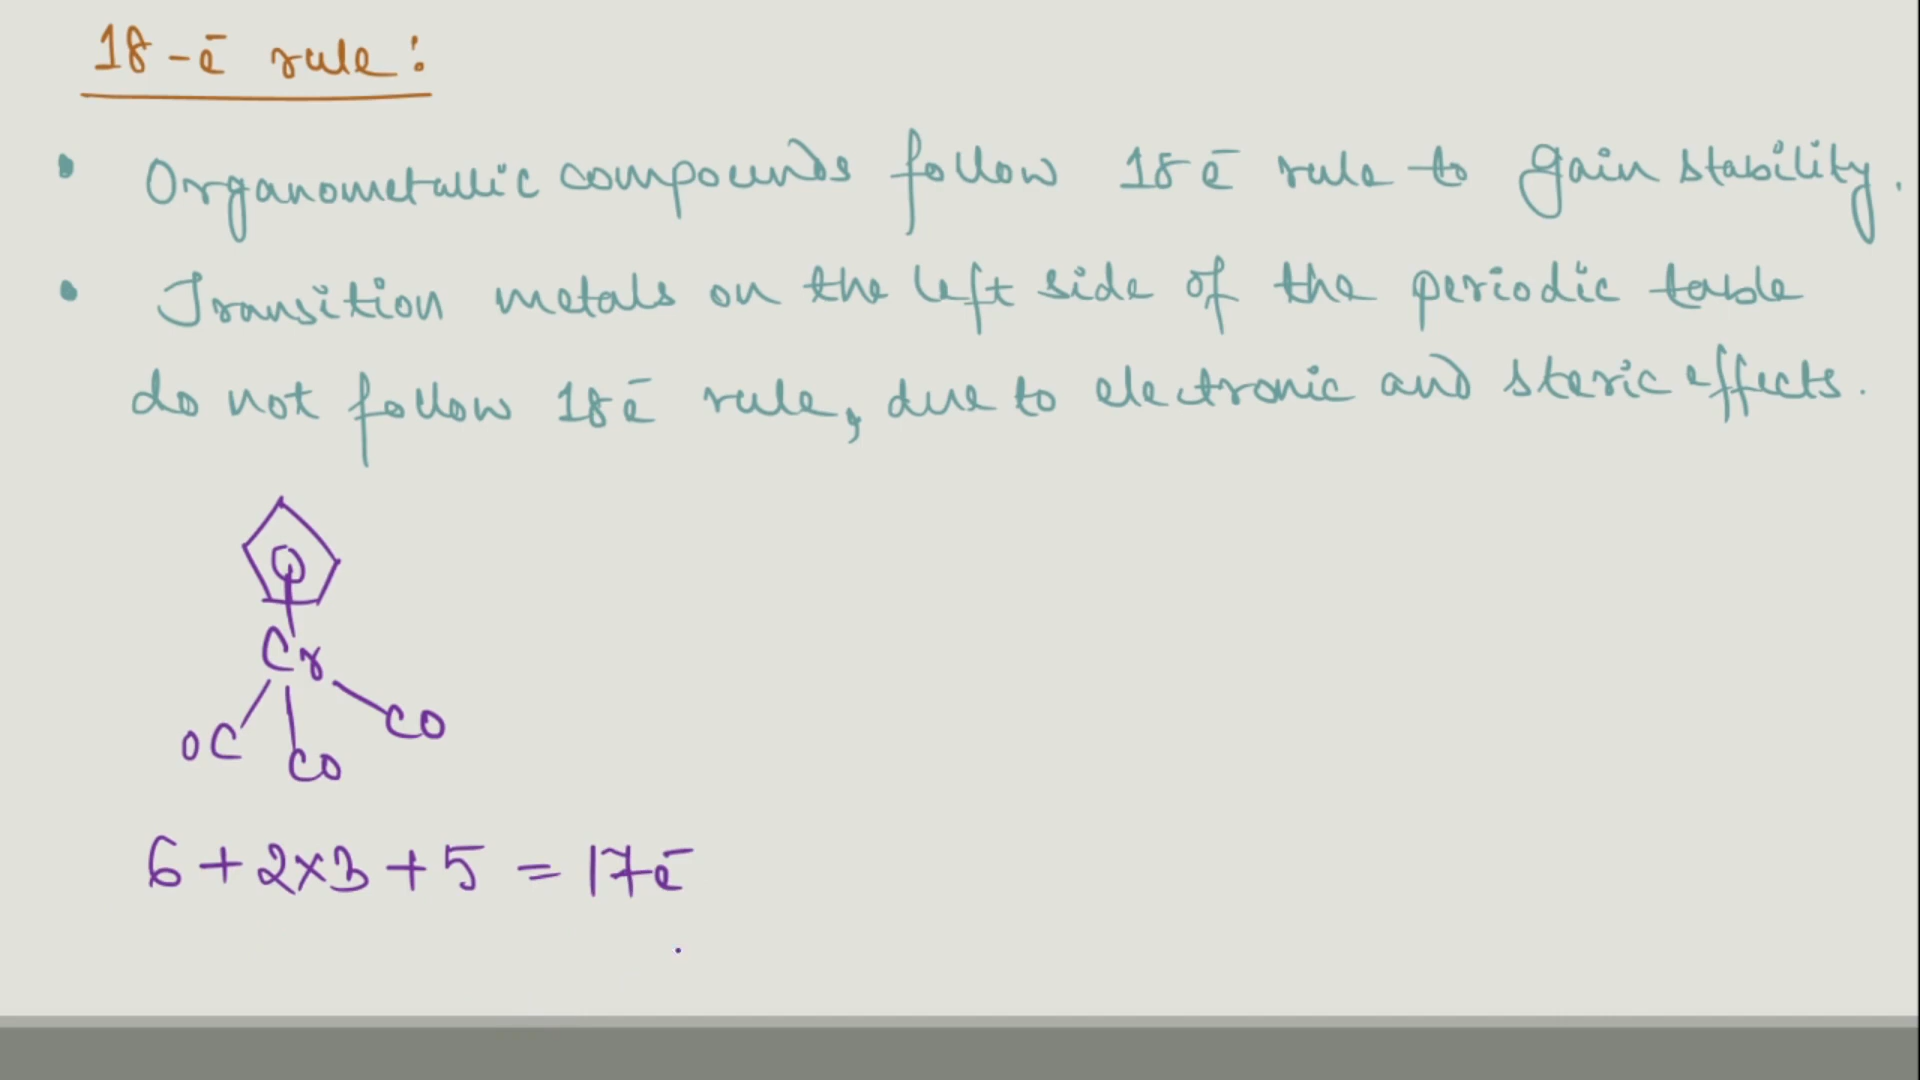 18-ē rule:
• Organometallic compounds follow 18ē rule to gain stability.
• Transition metals on the left side of the periodic table
do not follow 18ē rule, due to electronic and steric effects.
Cr
OC CO CO
6+2×3+5 = 17ē